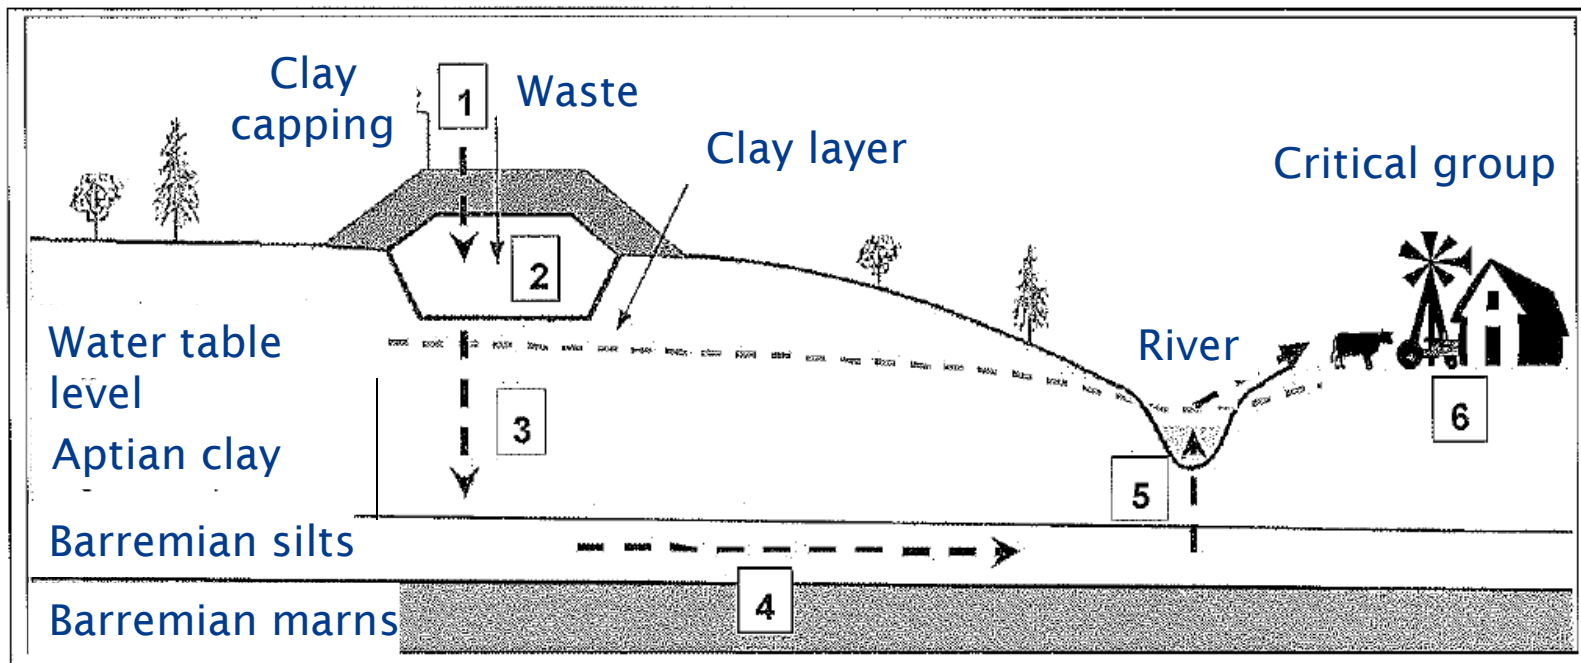 Clay
capping
1
Waste
Clay layer
Critical group
2
Water table
level
River
3
6
Aptian clay
5
Barremian silts
4
Barremian marns